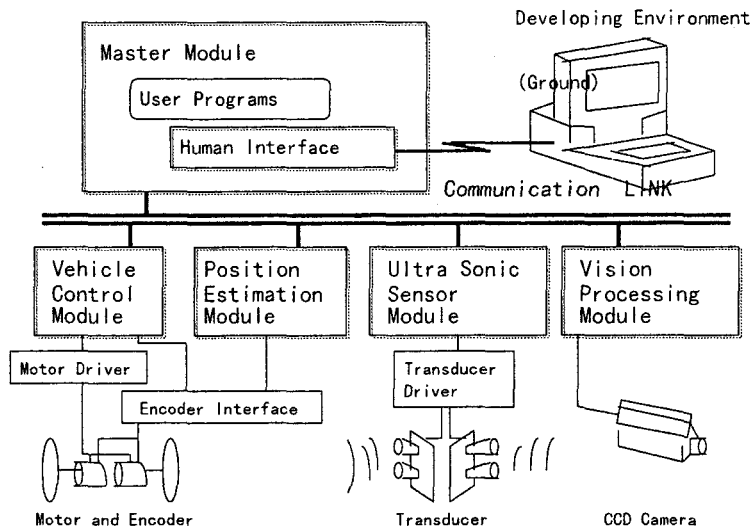 Developing Environment
(Ground)
Master Module
User Programs
Human Interface
Communication LINK
Vehicle
Control
Module
Position
Estimation
Module
Ultra Sonic
Sensor
Module
Vision
Processing
Module
Motor Driver
Transducer
Driver
Encoder Interface
Motor and Encoder
Transducer
CCD Camera